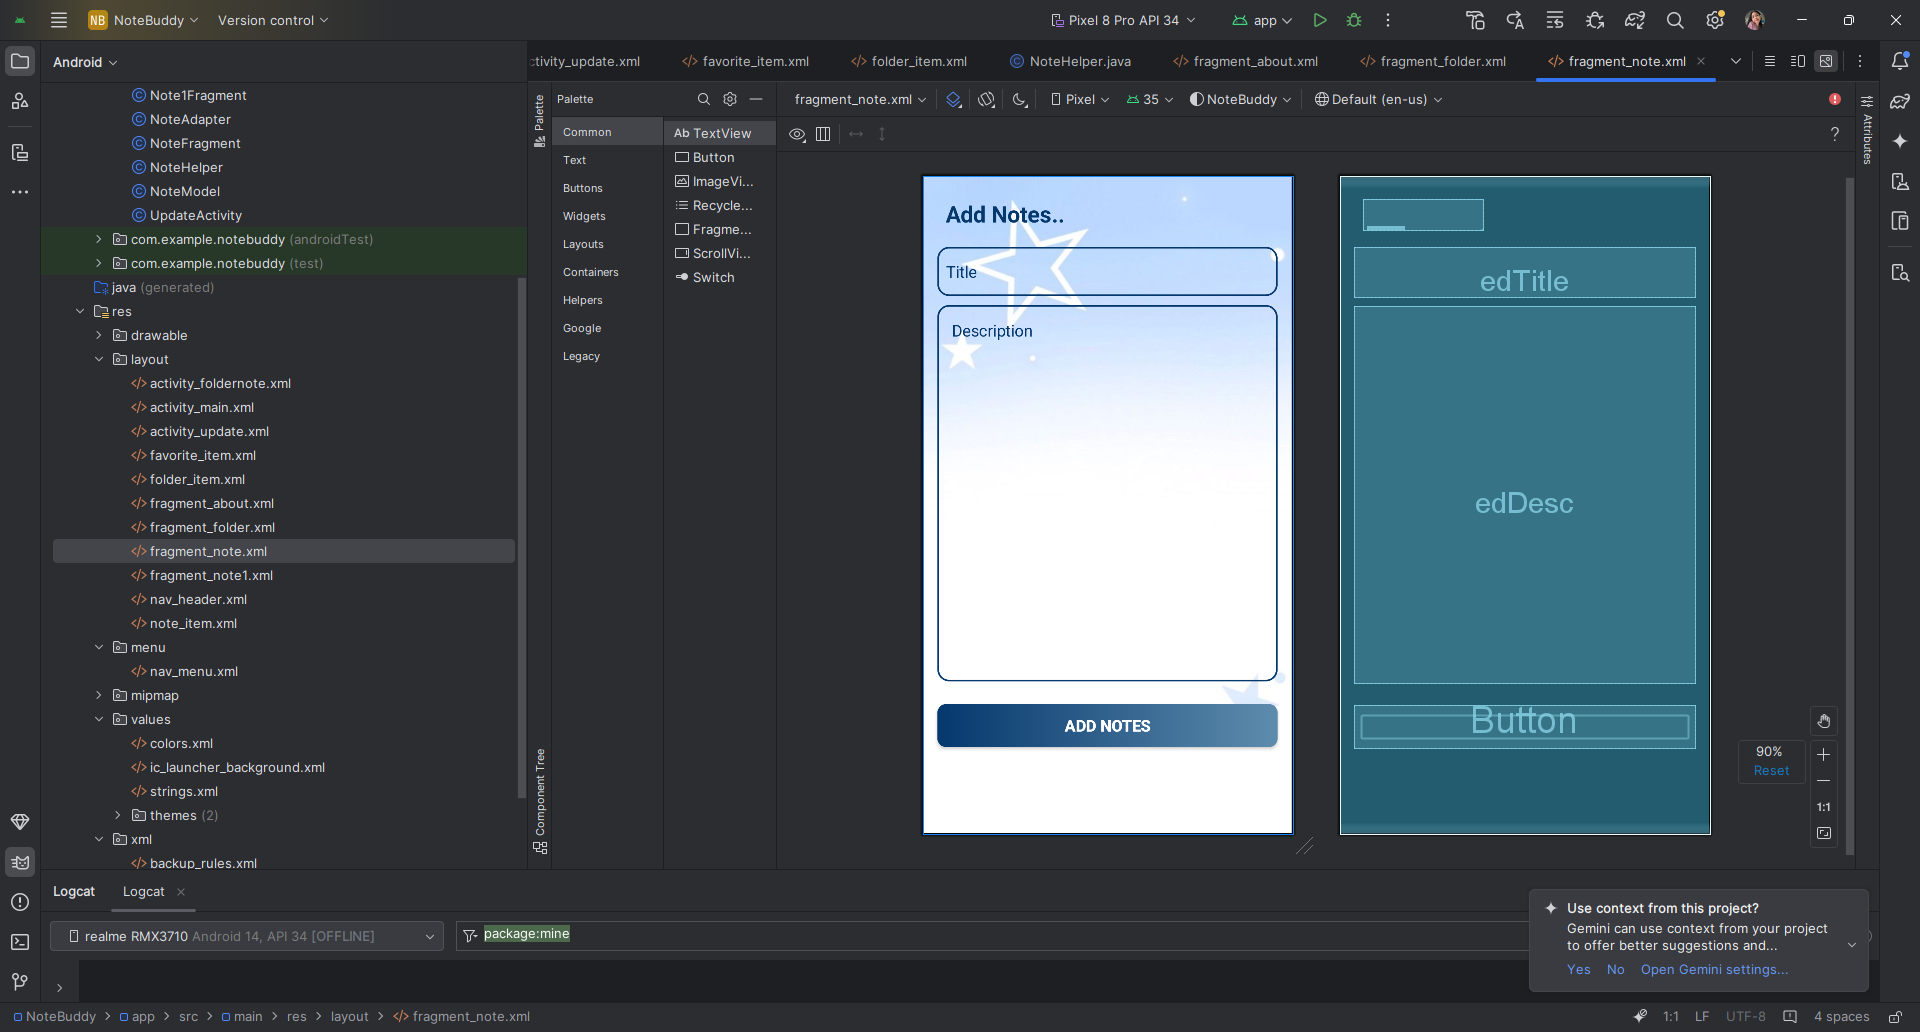 NB NoteBuddy Version control Pixel 8 Pro API 34 app
Android
ctivity_update.xml favorite_item.xml folder_item.xml NoteHelper.java fragment_about.xml fragment_folder.xml fragment_note.xml
Note1Fragment
NoteAdapter
NoteFragment
NoteHelper
NoteModel
UpdateActivity
com.example.notebuddy (androidTest)
com.example.notebuddy (test)
java (generated)
res
drawable
layout
activity_foldernote.xml
activity_main.xml
activity_update.xml
favorite_item.xml
folder_item.xml
fragment_about.xml
fragment_folder.xml
fragment_note.xml
fragment_note1.xml
nav_header.xml
note_item.xml
menu
nav_menu.xml
mipmap
values
colors.xml
ic_launcher_background.xml
strings.xml
themes (2)
xml
backup_rules.xml
Palette
Component Tree
Palette
Common
Text
Buttons
Widgets
Layouts
Containers
Helpers
Google
Legacy
Ab TextView
Button
ImageVi...
Recycle...
Fragme...
ScrollVi...
Switch
fragment_note.xml Pixel 35 NoteBuddy Default (en-us)
?
Attributes
Add Notes..
Title
Description
ADD NOTES
edTitle
edDesc
Button
90%
Reset
1:1
Logcat Logcat
realme RMX3710 Android 14, API 34 [OFFLINE]
package:mine
Use context from this project?
Gemini can use context from your project
to offer better suggestions and...
Yes No Open Gemini settings...
NoteBuddy app src main res layout fragment_note.xml
1:1 LF UTF-8 4 spaces